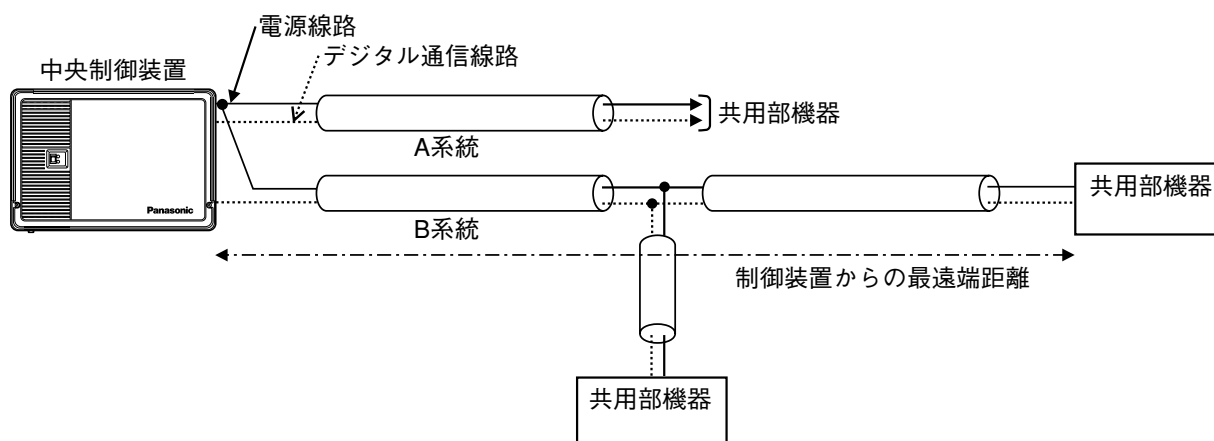 電源線路
デジタル通信線路
中央制御装置
共用部機器
A系統
共用部機器
Panasonic
B系統
制御装置からの最遠端距離
共用部機器